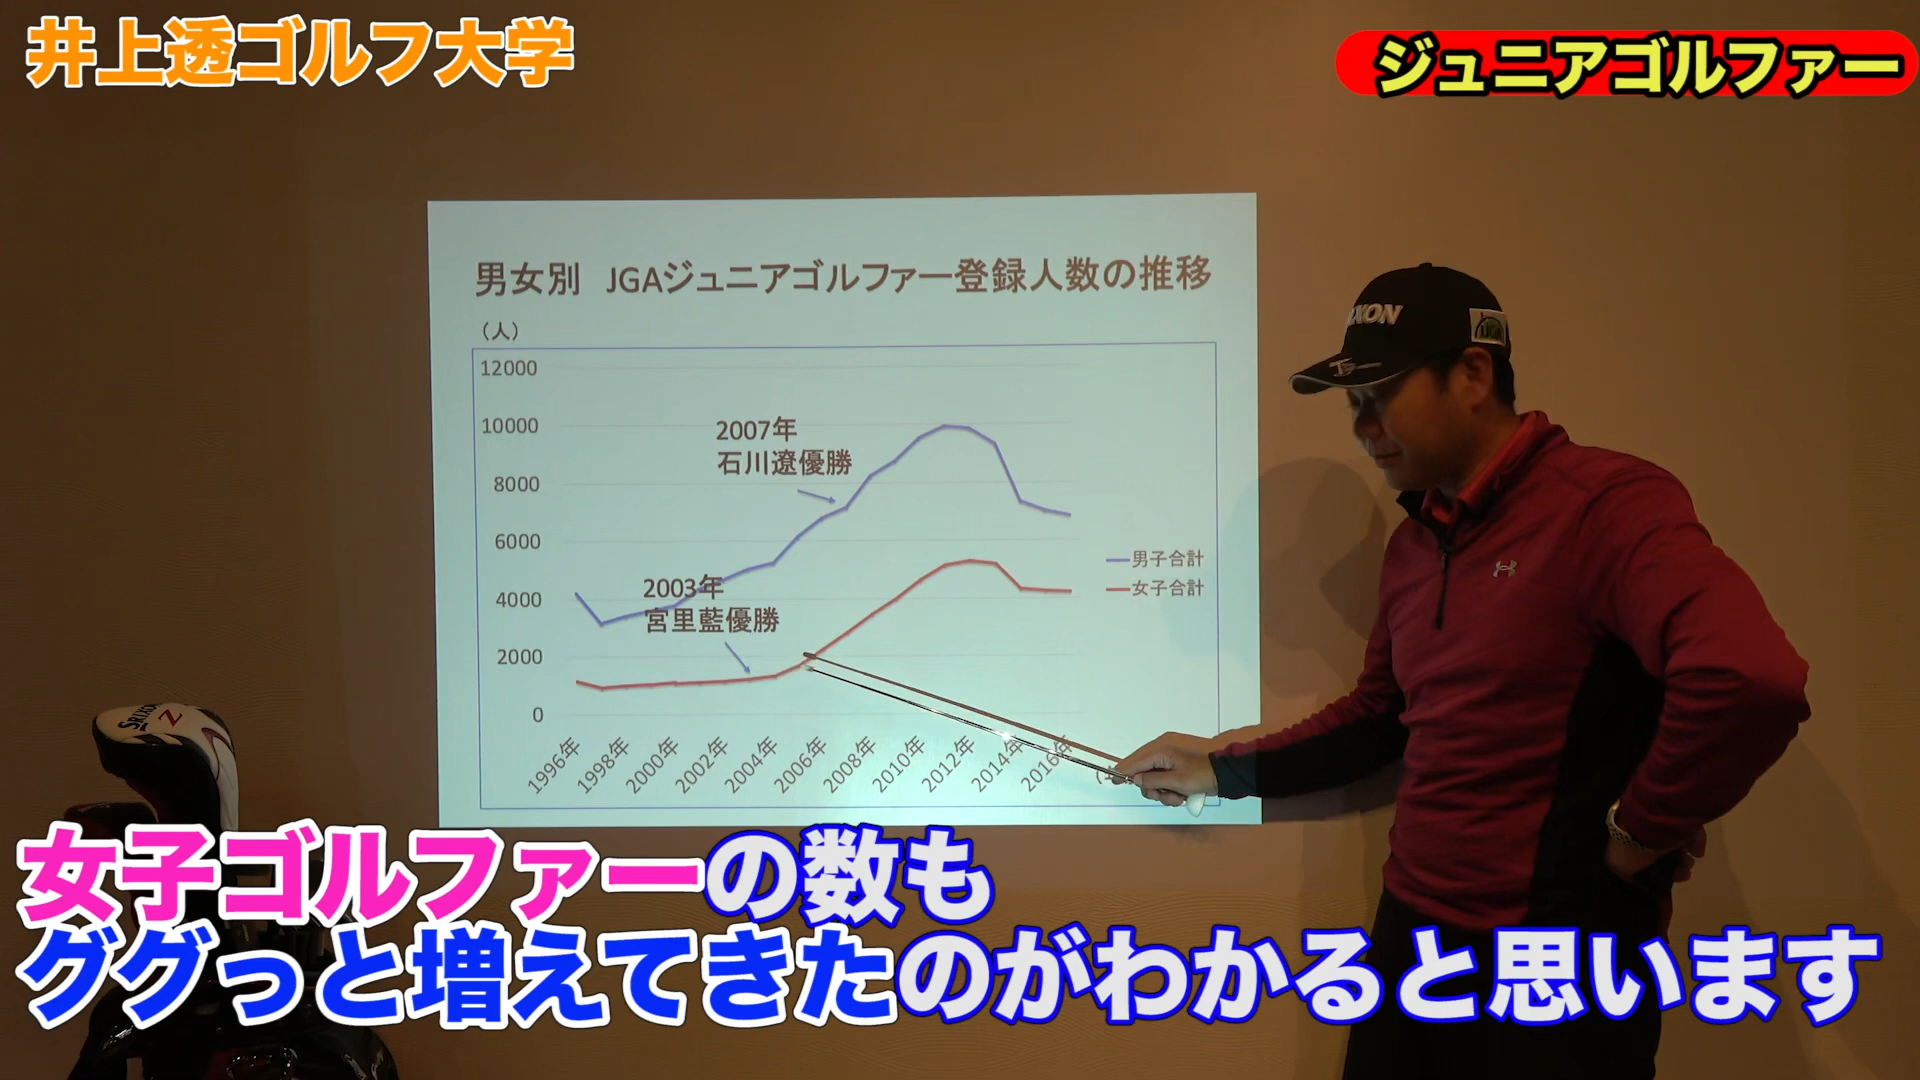 井上透ゴルフ大学
ジュニアゴルファー
男女別 JGAジュニアゴルファー登録人数の推移
（人）
12000
10000
8000
6000
4000
2000
0
2007年
石川遼優勝
2003年
宮里藍優勝
男子合計
女子合計
1996年
1998年
2000年
2002年
2004年
2006年
2008年
2010年
2012年
2014年
2016年
SRIXON
Z
女子ゴルファーの数も
ググっと増えてきたのがわかると思います